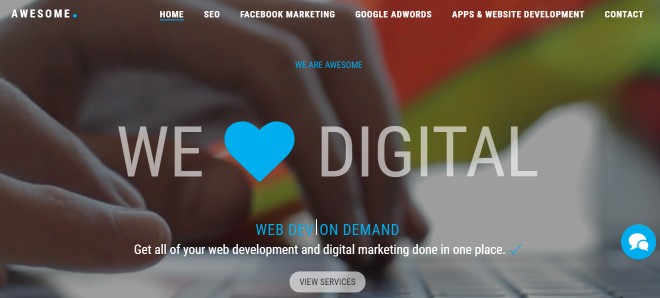 AWESOME.
HOME SEO FACEBOOK MARKETING GOOGLE ADWORDS APPS & WEBSITE DEVELOPMENT CONTACT
WE ARE AWESOME
WE DIGITAL
WEB DEV ON DEMAND
Get all of your web development and digital marketing done in one place.
VIEW SERVICES